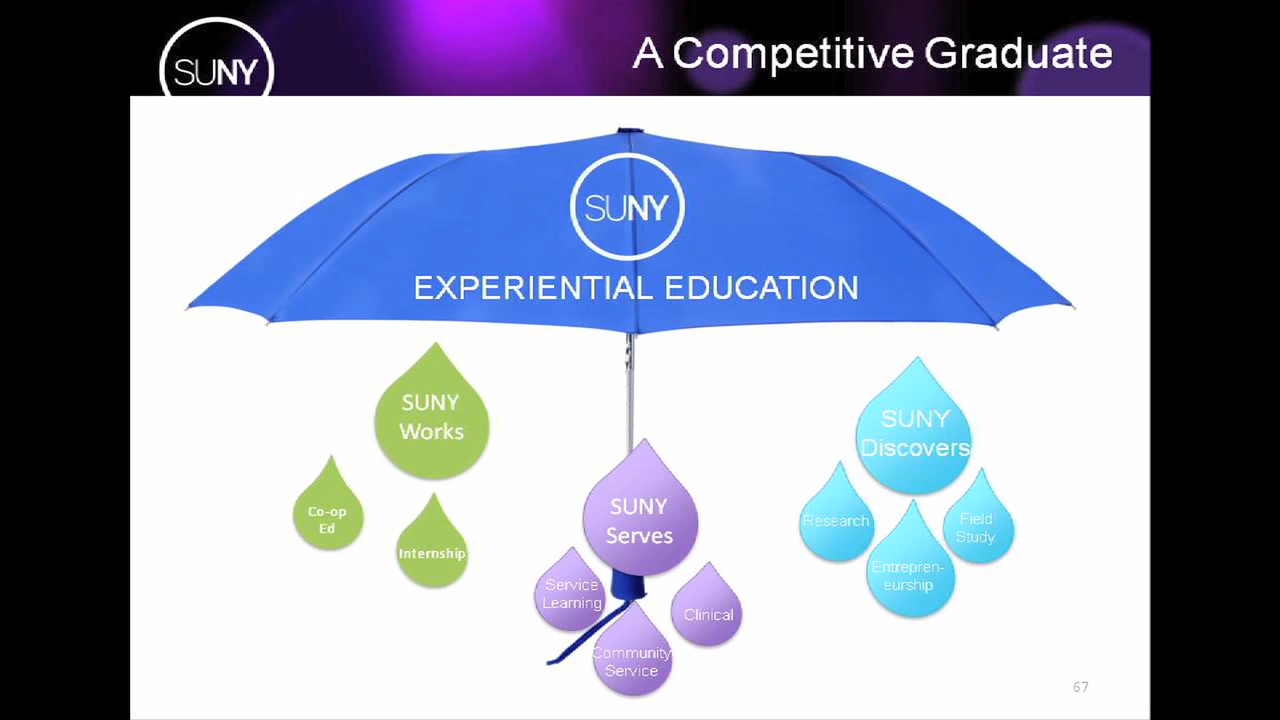 SUNY
A Competitive Graduate
SUNY
EXPERIENTIAL EDUCATION
SUNY
Works
Co-op
Ed
Internship
SUNY
Serves
Service
Learning
Community
Service
Clinical
SUNY
Discovers
Research
Entrepren-
eurship
Field
Study
67